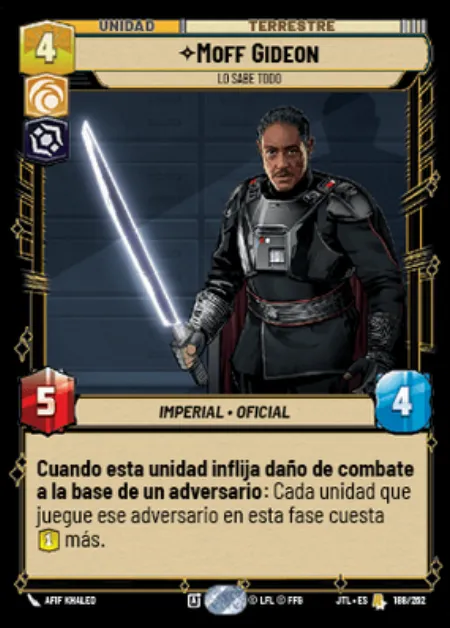 UNIDAD
TERRESTRE
4
MOFF GIDEON
LO SABE TODO
5
IMPERIAL • OFICIAL
4
Cuando esta unidad inflija daño de combate
a la base de un adversario: Cada unidad que
juegue ese adversario en esta fase cuesta
1 más.
AFIF KHALED
© LFL © FFG
JTL • ES
188/262